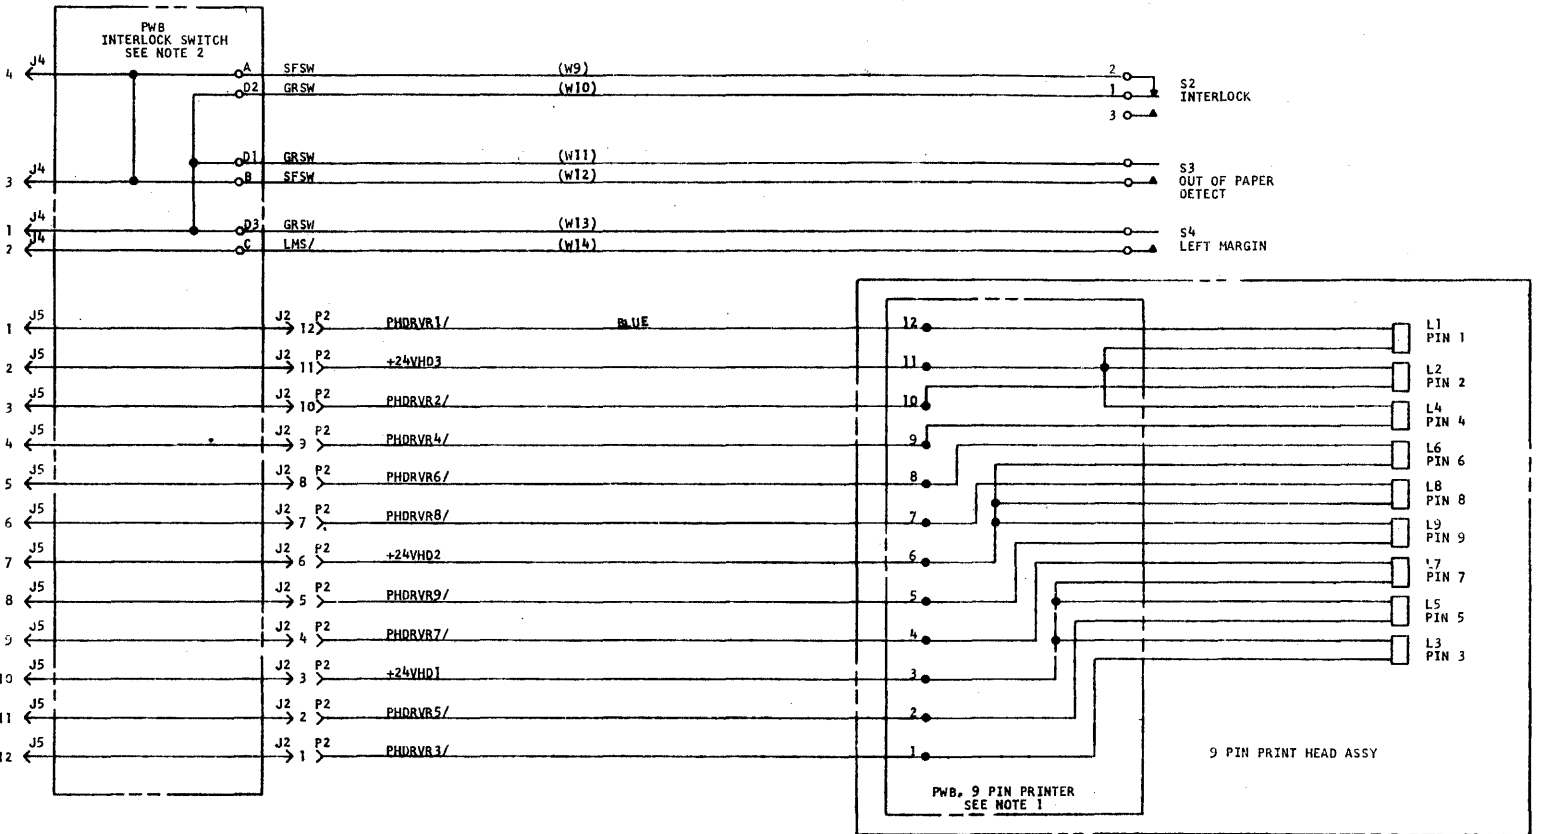 PWB
INTERLOCK SWITCH
SEE NOTE 2
4 J4 A SFSW (W9) 2
D2 GRSW (W10) 1
S2
INTERLOCK
3
D1 GRSW (W11)
3 J4 B SFSW (W12)
S3
OUT OF PAPER
DETECT
1 J4 D3 GRSW (W13)
2 J4 C LMS/ (W14)
S4
LEFT MARGIN
1 J5 J2 12 P2 PHDRVR1/ BLUE 12
L1
PIN 1
2 J5 J2 11 P2 +24VHD3 11
L2
PIN 2
3 J5 J2 10 P2 PHDRVR2/ 10
L4
PIN 4
4 J5 J2 9 P2 PHDRVR4/ 9
L6
PIN 6
5 J5 J2 8 P2 PHDRVR6/ 8
L8
PIN 8
6 J5 J2 7 P2 PHDRVR8/ 7
L9
PIN 9
7 J5 J2 6 P2 +24VHD2 6
L7
PIN 7
8 J5 J2 5 P2 PHDRVR9/ 5
L5
PIN 5
9 J5 J2 4 P2 PHDRVR7/ 4
L3
PIN 3
10 J5 J2 3 P2 +24VHD1 3
11 J5 J2 2 P2 PHDRVR5/ 2
12 J5 J2 1 P2 PHDRVR3/ 1
9 PIN PRINT HEAD ASSY
PWB, 9 PIN PRINTER
SEE NOTE 1